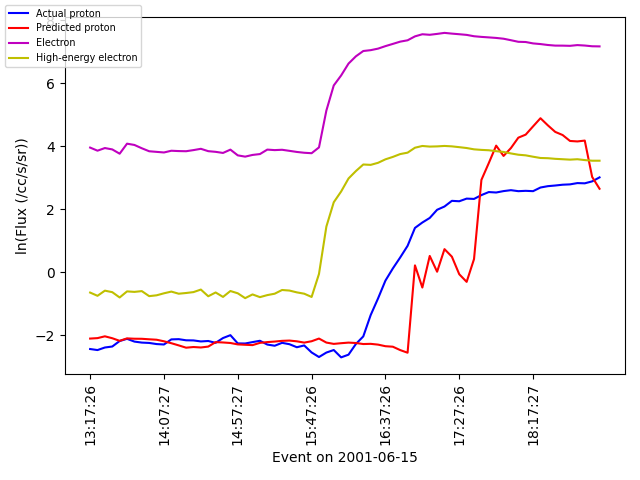 Actual proton
Predicted proton
Electron
High-energy electron
8
6
4
2
0
−2
ln(Flux (/cc/s/sr))
13:17:26
14:07:27
14:57:27
15:47:26
16:37:26
17:27:26
18:17:27
Event on 2001-06-15